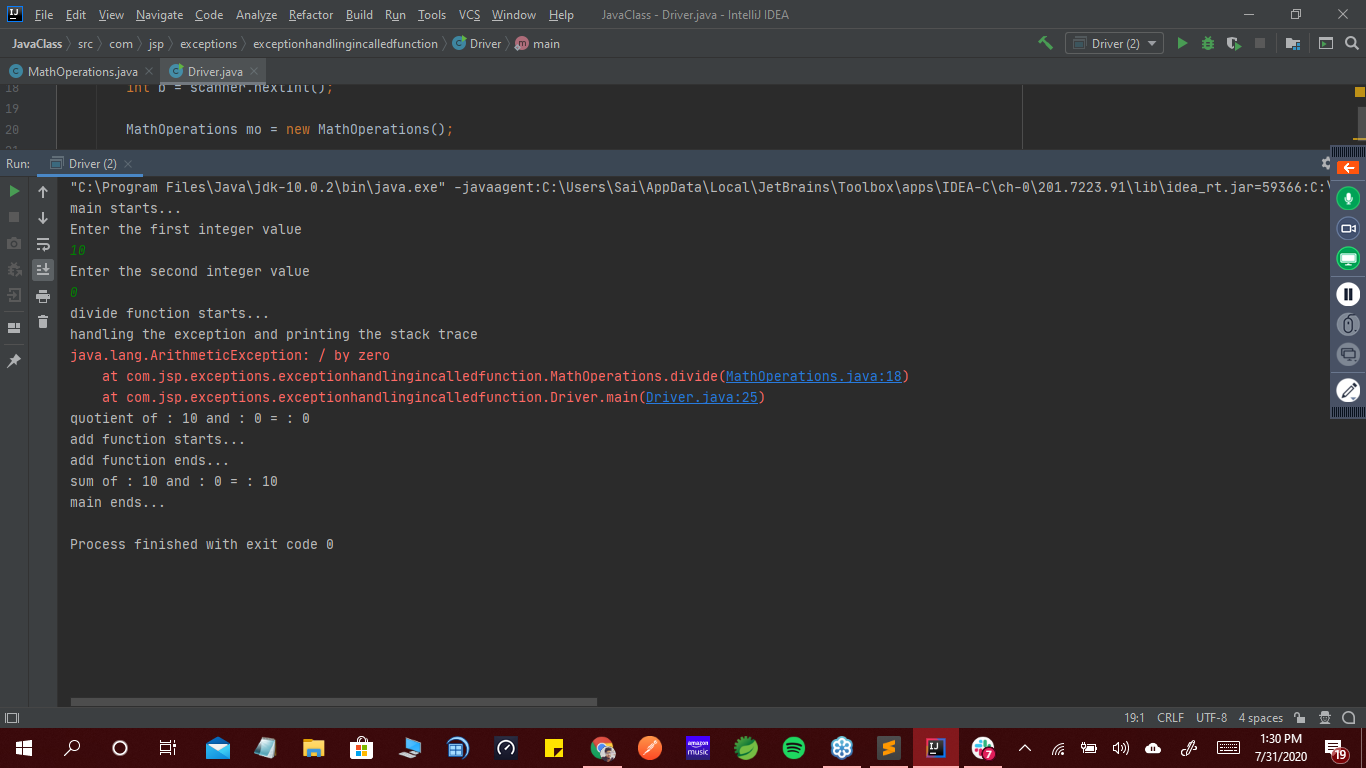 File Edit View Navigate Code Analyze Refactor Build Run Tools VCS Window Help JavaClass - Driver.java - IntelliJ IDEA
JavaClass src com jsp exceptions exceptionhandlingincalledfunction Driver main Driver (2)
MathOperations.java Driver.java
18 int b = scanner.nextInt();
19
20 MathOperations mo = new MathOperations();
Run: Driver (2)
"C:\Program Files\Java\jdk-10.0.2\bin\java.exe" -javaagent:C:\Users\Sai\AppData\Local\JetBrains\Toolbox\apps\IDEA-C\ch-0\201.7223.91\lib\idea_rt.jar=59366:C:\
main starts...
Enter the first integer value
10
Enter the second integer value
0
divide function starts...
handling the exception and printing the stack trace
java.lang.ArithmeticException: / by zero
at com.jsp.exceptions.exceptionhandlingincalledfunction.MathOperations.divide(MathOperations.java:18)
at com.jsp.exceptions.exceptionhandlingincalledfunction.Driver.main(Driver.java:25)
quotient of : 10 and : 0 = : 0
add function starts...
add function ends...
sum of : 10 and : 0 = : 10
main ends...
Process finished with exit code 0
19:1 CRLF UTF-8 4 spaces
amazon music
IJ
7
1:30 PM
7/31/2020
19